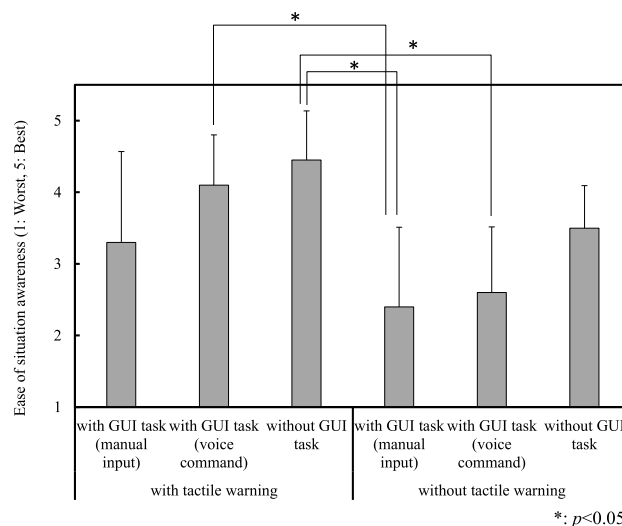 *
*
*
Ease of situation awareness (1: Worst, 5: Best)
5
4
3
2
1
with GUI task (manual input)
with GUI task (voice command)
without GUI task
with GUI task (manual input)
with GUI task (voice command)
without GUI task
with tactile warning
without tactile warning
*: p<0.05